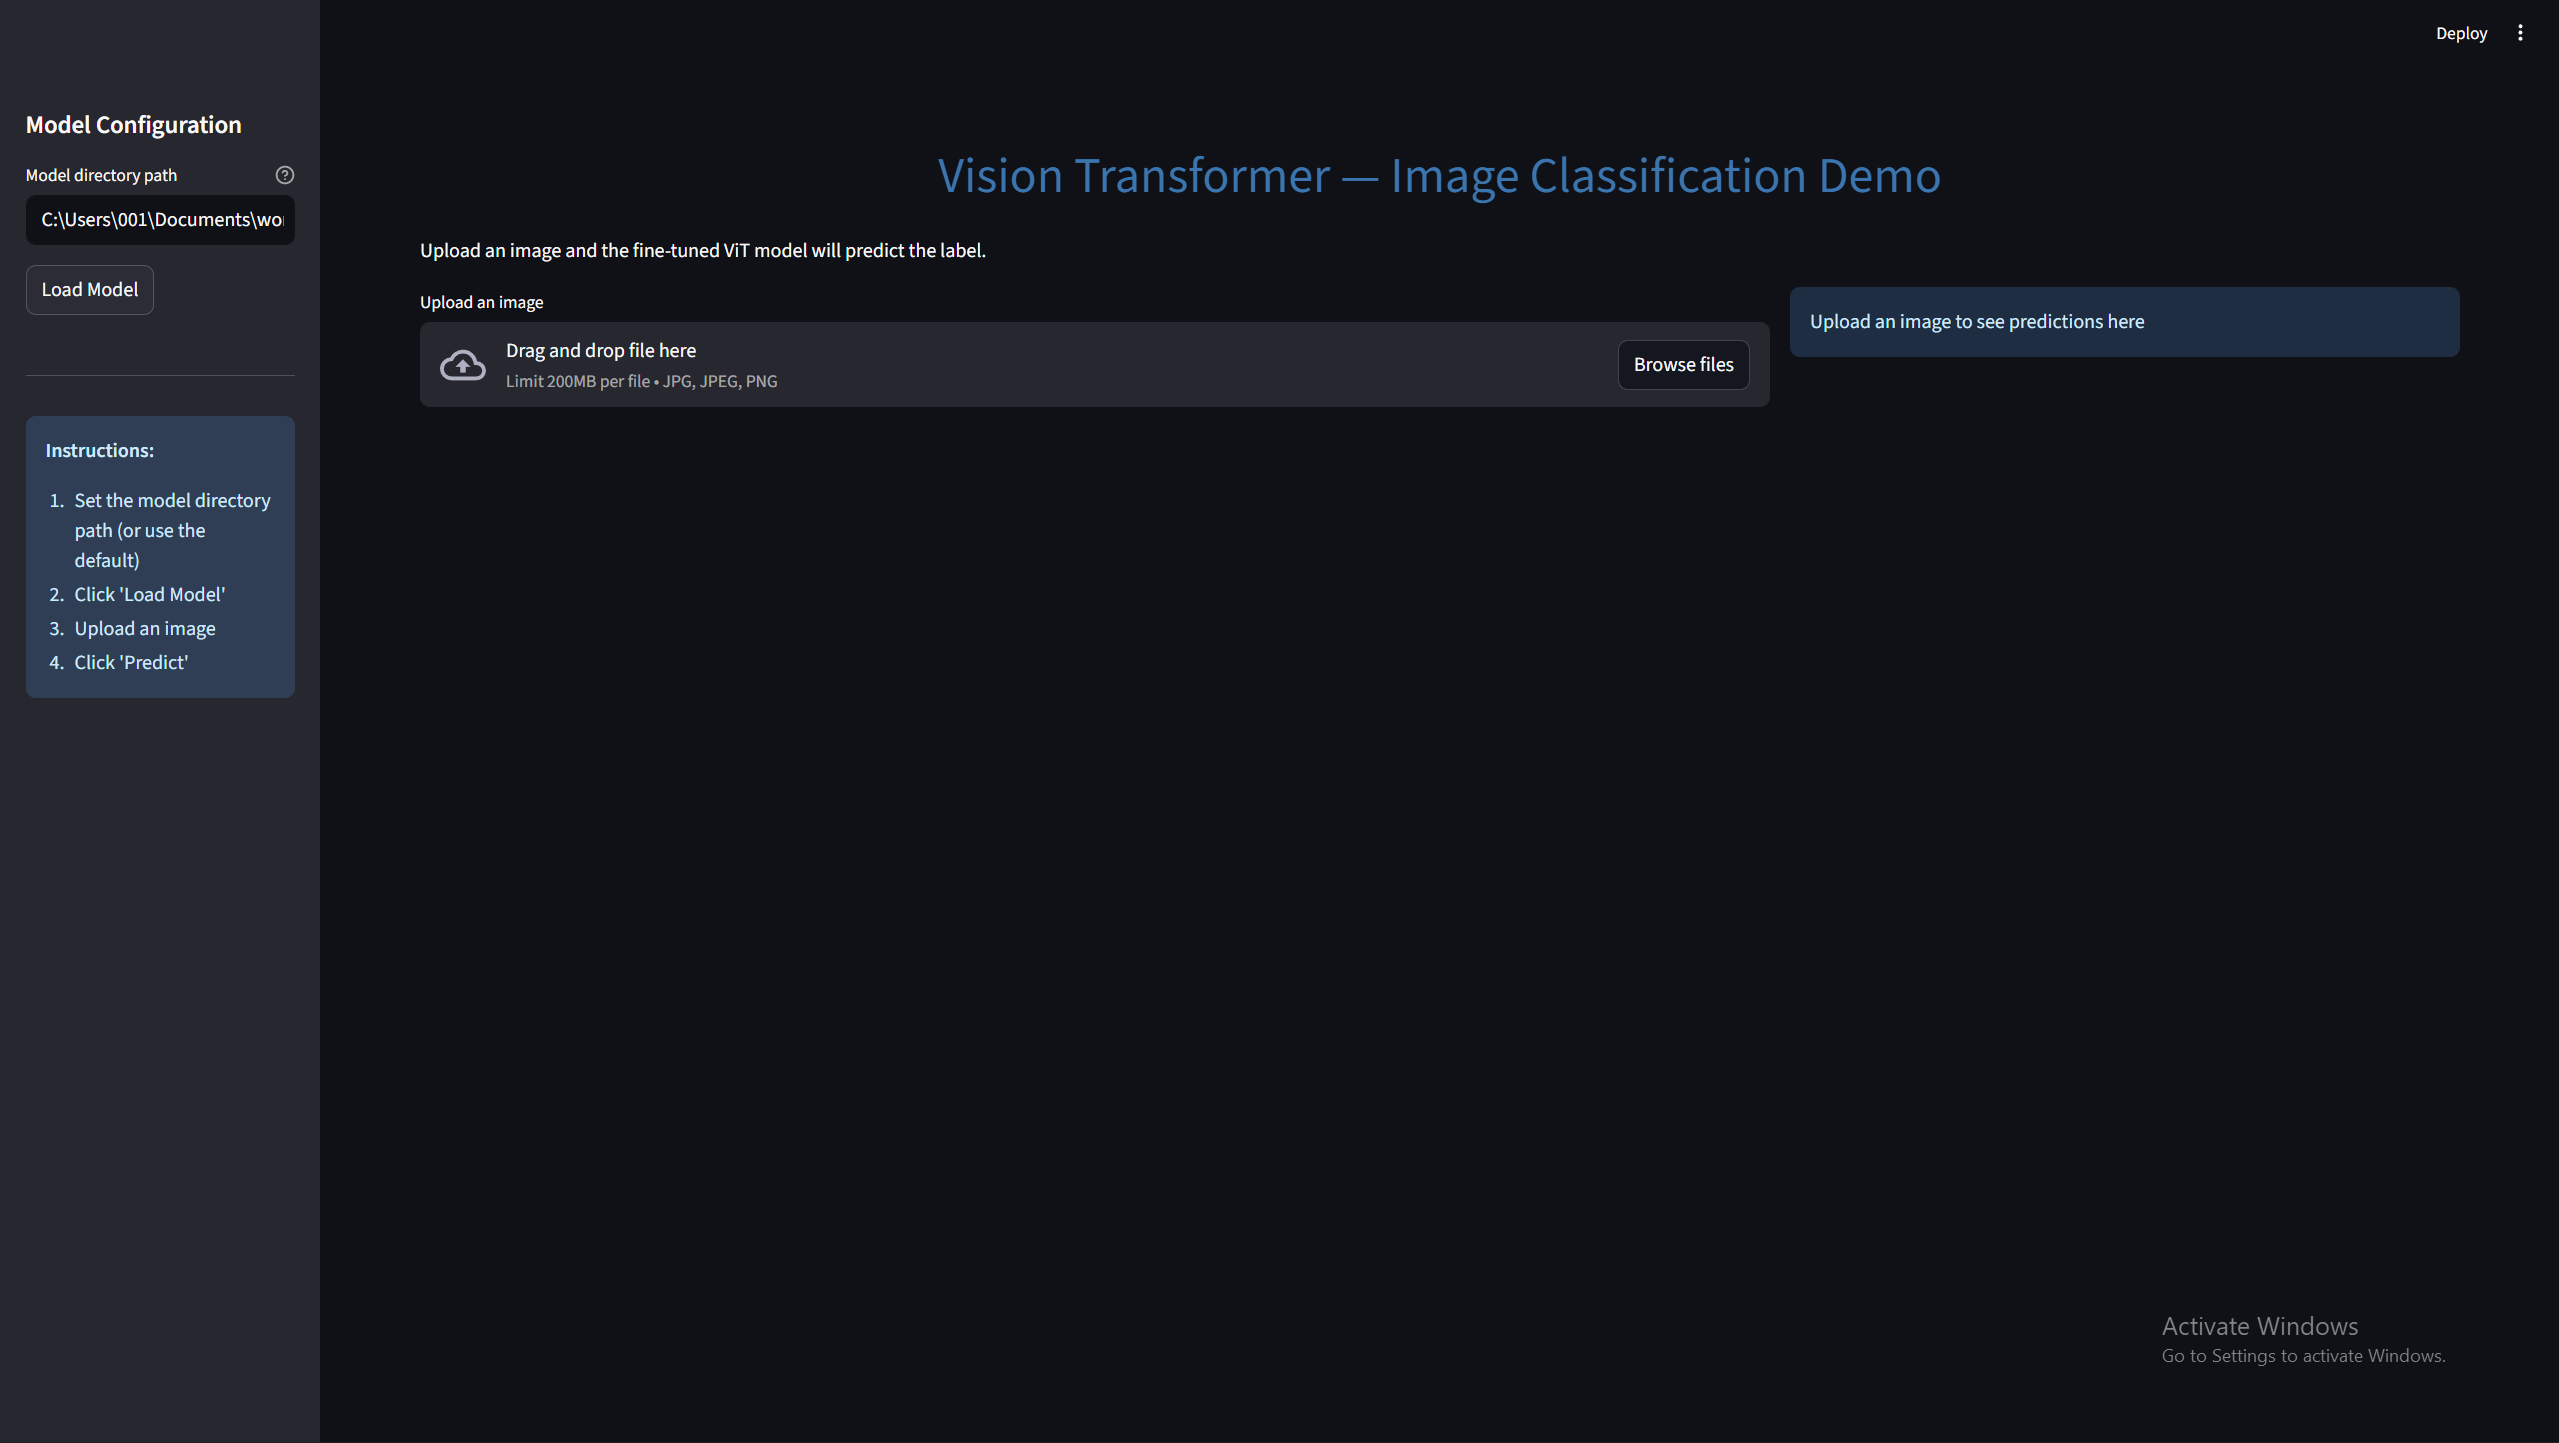 Deploy
Model Configuration
Model directory path
C:\Users\001\Documents\wo
Load Model
Instructions:
1. Set the model directory
path (or use the
default)
2. Click 'Load Model'
3. Upload an image
4. Click 'Predict'
Vision Transformer — Image Classification Demo
Upload an image and the fine-tuned ViT model will predict the label.
Upload an image
Drag and drop file here
Limit 200MB per file • JPG, JPEG, PNG
Browse files
Upload an image to see predictions here
Activate Windows
Go to Settings to activate Windows.